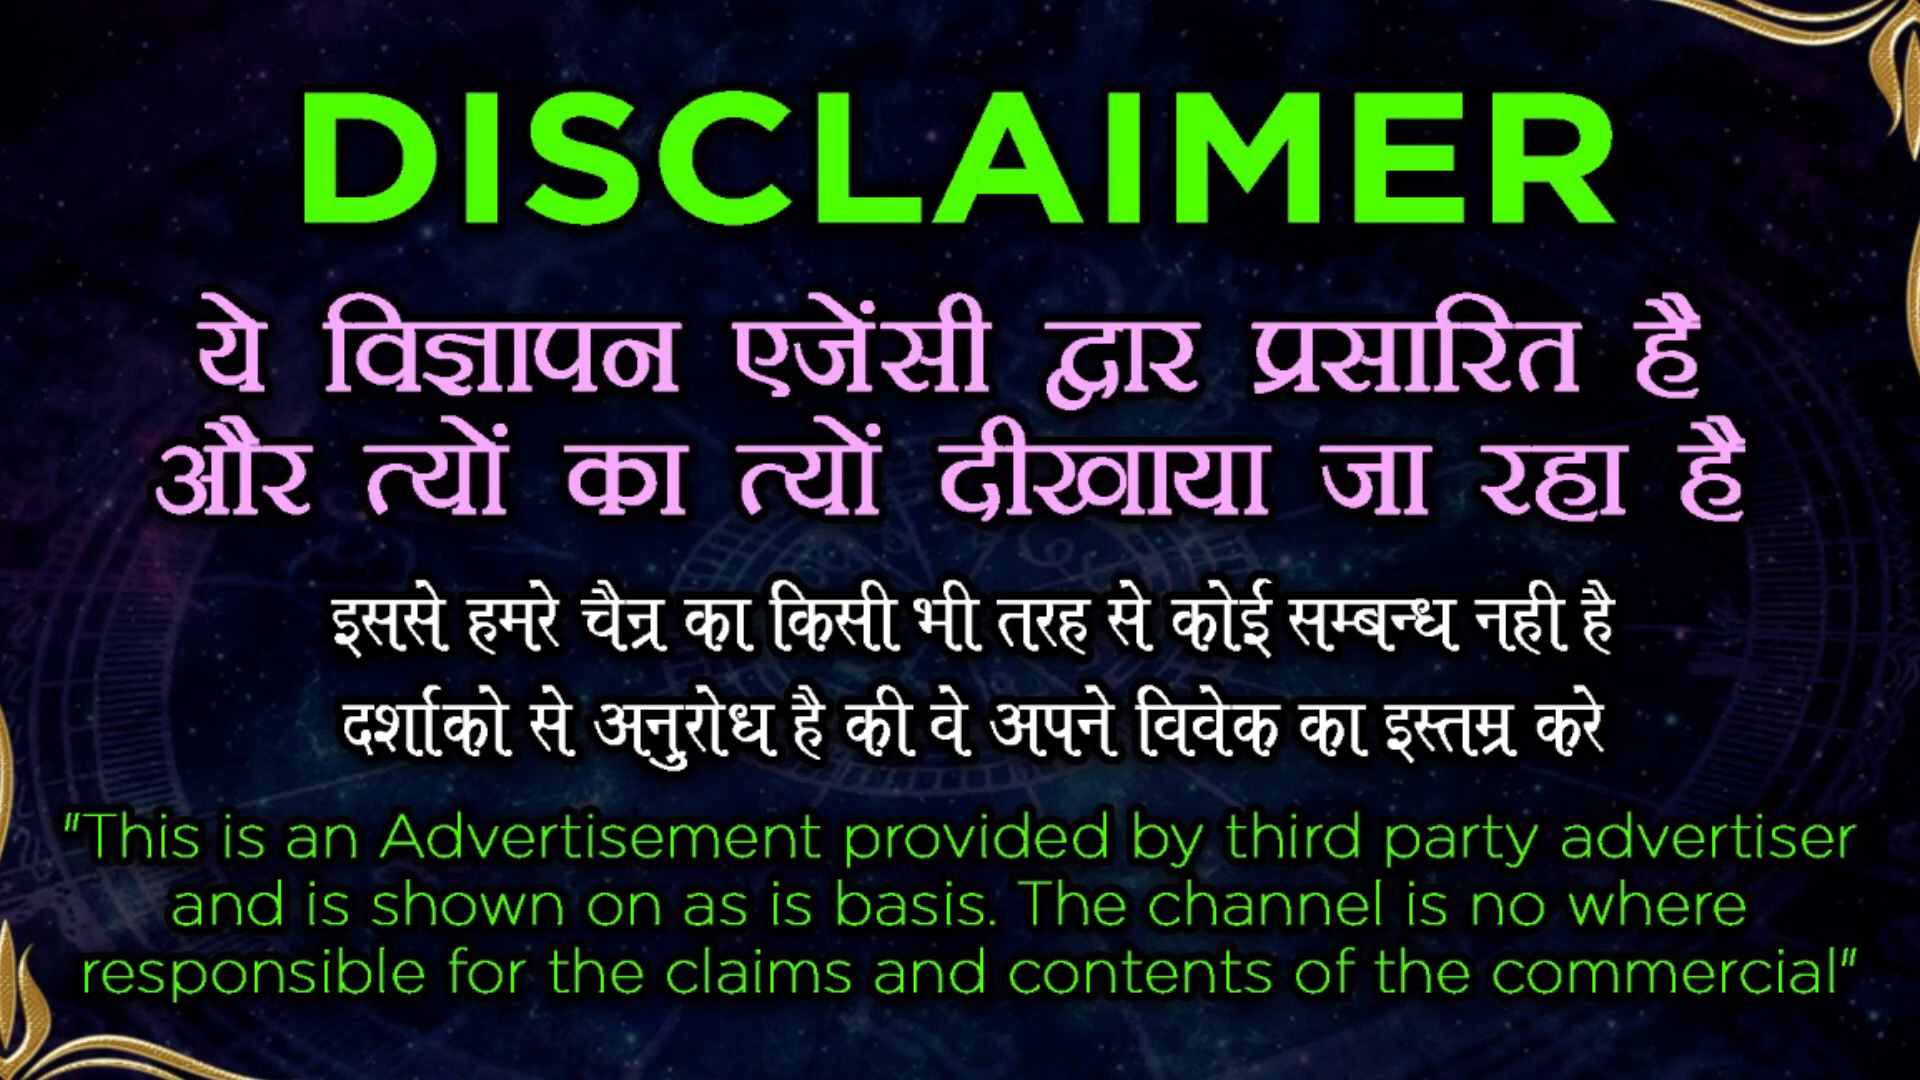 DISCLAIMER
ये विज्ञापन एजेंसी द्वार प्रसारित है
और त्यों का त्यों दीखाया जा रहा है
इससे हमरे चैन्र का किसी भी तरह से कोई सम्बन्ध नही है
दर्शाको से अनुरोध है की वे अपने विवेक का इस्तम्र करे
"This is an Advertisement provided by third party advertiser
and is shown on as is basis. The channel is no where
responsible for the claims and contents of the commercial"